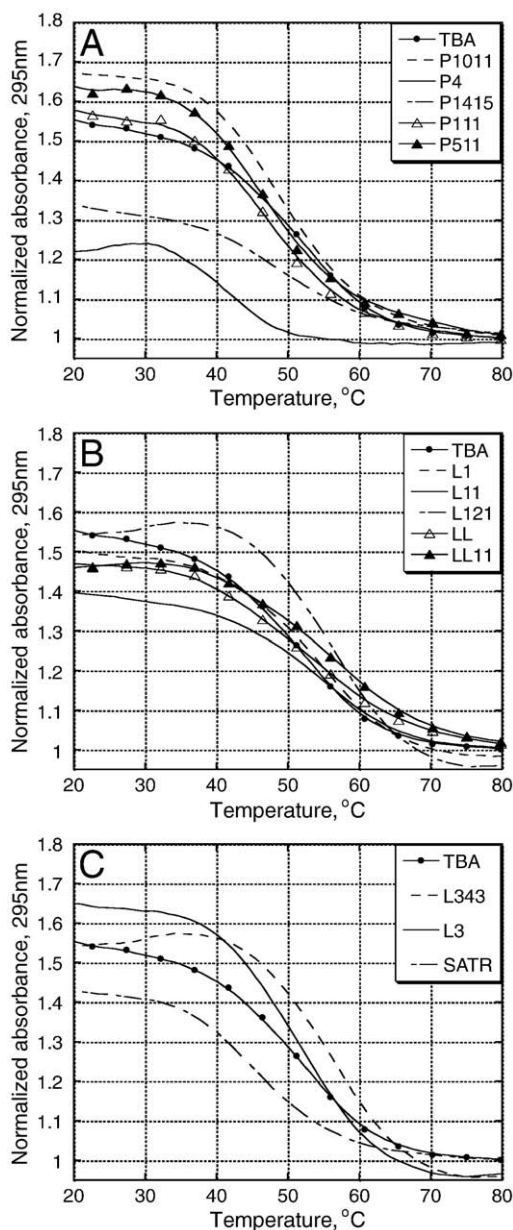 A
TBA
P1011
P4
P1415
P111
P511
Normalized absorbance, 295nm
1.8
1.7
1.6
1.5
1.4
1.3
1.2
1.1
1
20 30 40 50 60 70 80
Temperature, °C
B
TBA
L1
L11
L121
LL
LL11
Normalized absorbance, 295nm
1.8
1.7
1.6
1.5
1.4
1.3
1.2
1.1
1
20 30 40 50 60 70 80
Temperature, °C
C
TBA
L343
L3
SATR
Normalized absorbance, 295nm
1.8
1.7
1.6
1.5
1.4
1.3
1.2
1.1
1
20 30 40 50 60 70 80
Temperature, °C